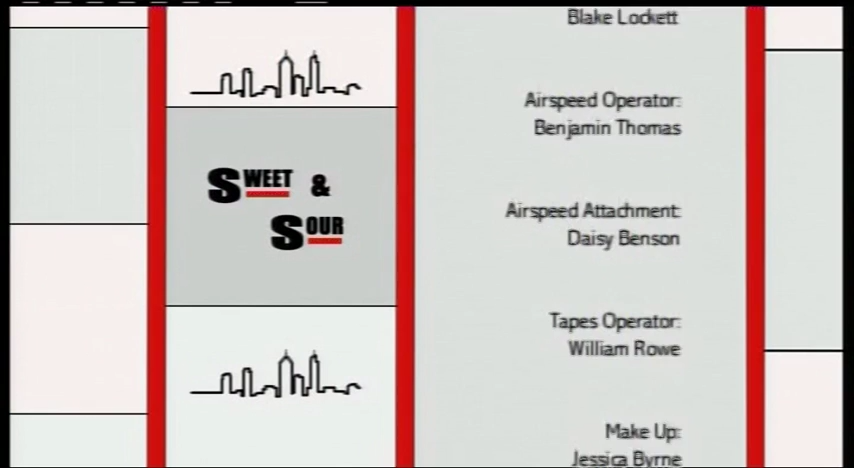 SWEET &
SOUR
Blake Lockett
Airspeed Operator:
Benjamin Thomas
Airspeed Attachment:
Daisy Benson
Tapes Operator:
William Rowe
Make Up:
Jessica Byrne